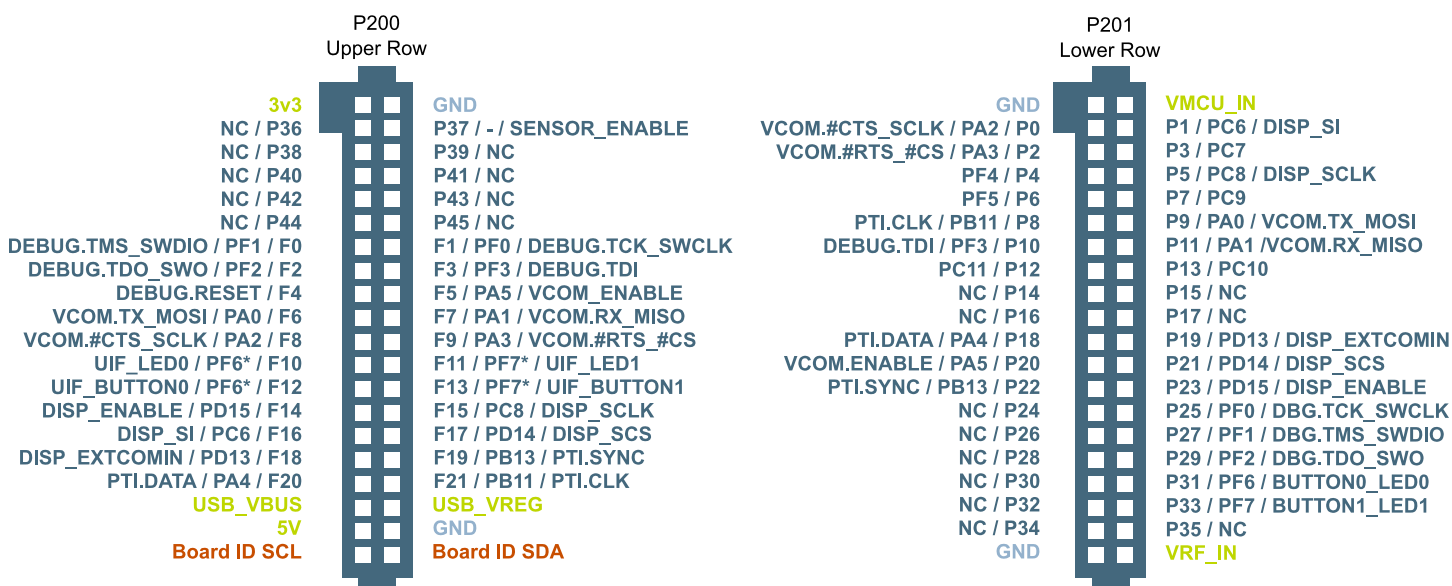 P200
Upper Row
3v3 GND
NC / P36 P37 / - / SENSOR_ENABLE
NC / P38 P39 / NC
NC / P40 P41 / NC
NC / P42 P43 / NC
NC / P44 P45 / NC
DEBUG.TMS_SWDIO / PF1 / F0 F1 / PF0 / DEBUG.TCK_SWCLK
DEBUG.TDO_SWO / PF2 / F2 F3 / PF3 / DEBUG.TDI
DEBUG.RESET / F4 F5 / PA5 / VCOM_ENABLE
VCOM.TX_MOSI / PA0 / F6 F7 / PA1 / VCOM.RX_MISO
VCOM.#CTS_SCLK / PA2 / F8 F9 / PA3 / VCOM.#RTS_#CS
UIF_LED0 / PF6* / F10 F11 / PF7* / UIF_LED1
UIF_BUTTON0 / PF6* / F12 F13 / PF7* / UIF_BUTTON1
DISP_ENABLE / PD15 / F14 F15 / PC8 / DISP_SCLK
DISP_SI / PC6 / F16 F17 / PD14 / DISP_SCS
DISP_EXTCOMIN / PD13 / F18 F19 / PB13 / PTI.SYNC
PTI.DATA / PA4 / F20 F21 / PB11 / PTI.CLK
USB_VBUS USB_VREG
5V GND
Board ID SCL Board ID SDA
P201
Lower Row
GND VMCU_IN
VCOM.#CTS_SCLK / PA2 / P0 P1 / PC6 / DISP_SI
VCOM.#RTS_#CS / PA3 / P2 P3 / PC7
PF4 / P4 P5 / PC8 / DISP_SCLK
PF5 / P6 P7 / PC9
PTI.CLK / PB11 / P8 P9 / PA0 / VCOM.TX_MOSI
DEBUG.TDI / PF3 / P10 P11 / PA1 /VCOM.RX_MISO
PC11 / P12 P13 / PC10
NC / P14 P15 / NC
NC / P16 P17 / NC
PTI.DATA / PA4 / P18 P19 / PD13 / DISP_EXTCOMIN
VCOM.ENABLE / PA5 / P20 P21 / PD14 / DISP_SCS
PTI.SYNC / PB13 / P22 P23 / PD15 / DISP_ENABLE
NC / P24 P25 / PF0 / DBG.TCK_SWCLK
NC / P26 P27 / PF1 / DBG.TMS_SWDIO
NC / P28 P29 / PF2 / DBG.TDO_SWO
NC / P30 P31 / PF6 / BUTTON0_LED0
NC / P32 P33 / PF7 / BUTTON1_LED1
NC / P34 P35 / NC
GND VRF_IN